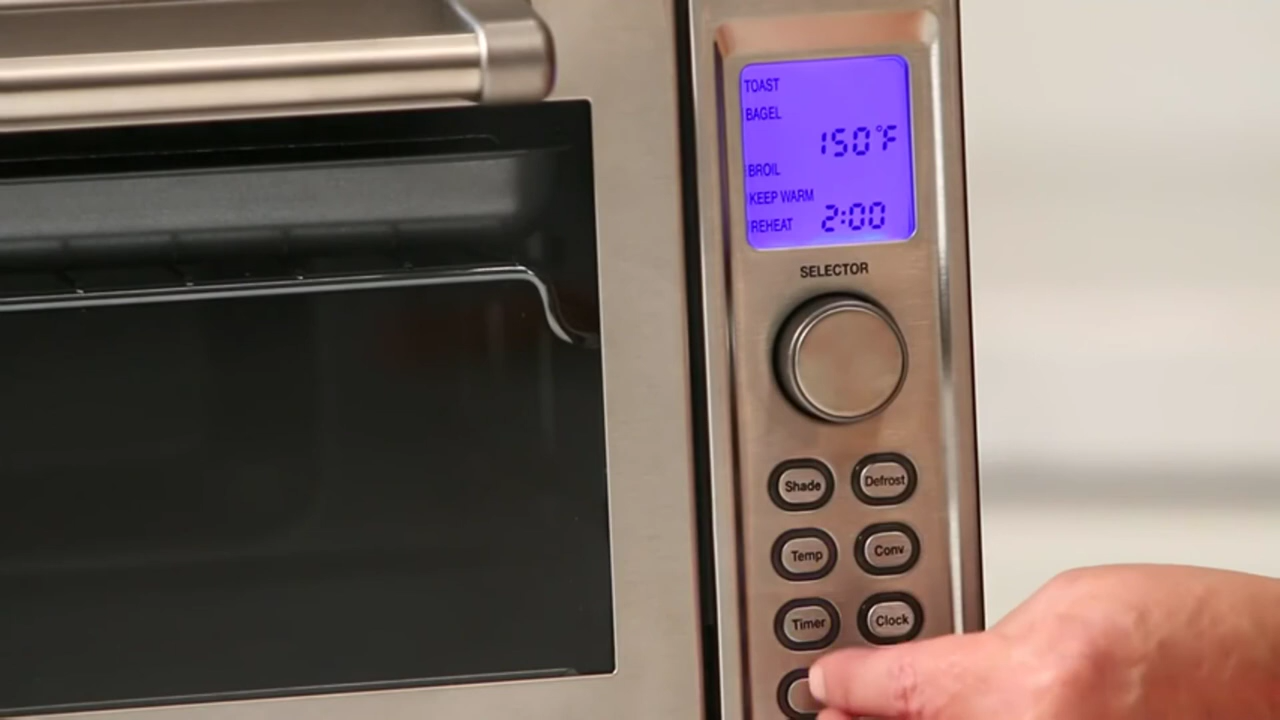 TOAST
BAGEL
150°F
BROIL
KEEP WARM
REHEAT 2:00
SELECTOR
Shade Defrost
Temp Conv
Timer Clock